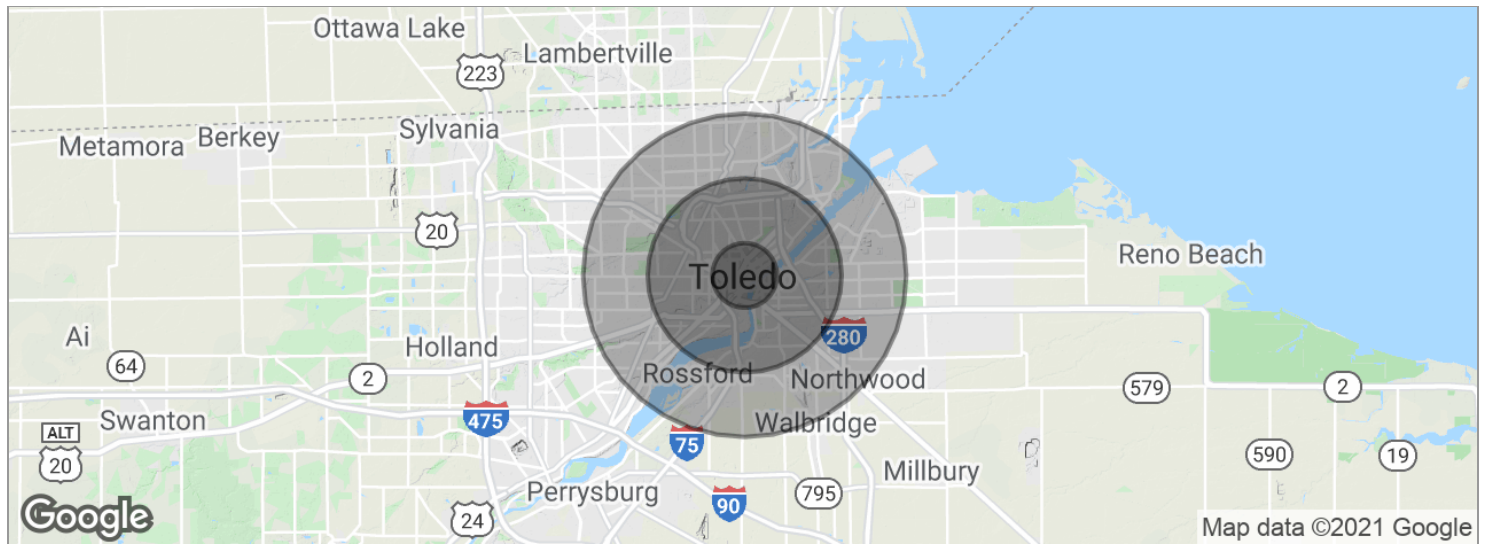 Ottawa Lake
Lambertville
223
Sylvania
Berkey
Metamora
20
Reno Beach
Toledo
280
Ai
Holland
64
2
Rossford
Northwood
579
2
Swanton
475
Walbridge
75
ALT
20
590
19
Millbury
Perrysburg
795
90
24
Google
Map data ©2021 Google